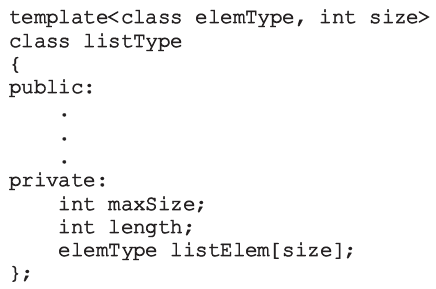 template<class elemType, int size>
class listType
{
public:
    .
    .
    .
private:
    int maxSize;
    int length;
    elemType listElem[size];
};